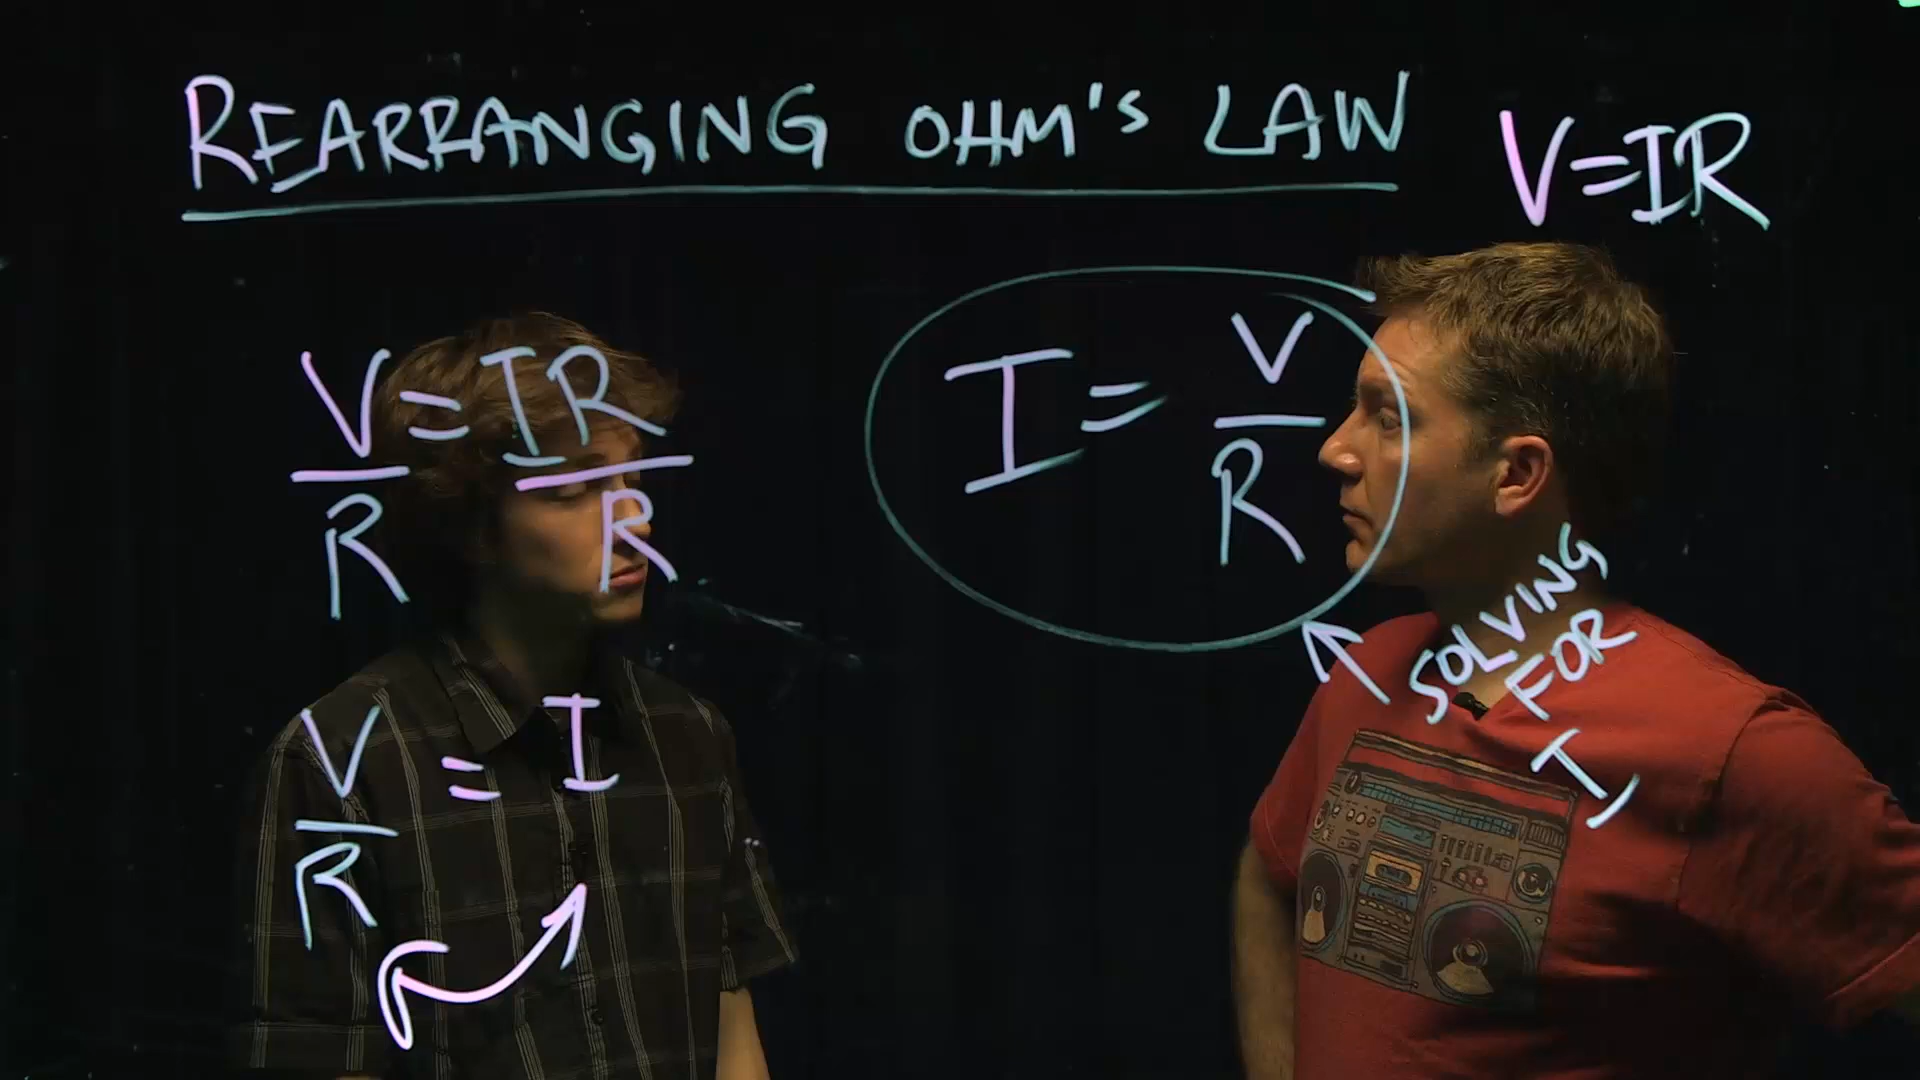 REARRANGING OHM'S LAW
V=IR
V=IR
R R
V = I
R
I = V
R
SOLVING
FOR
I